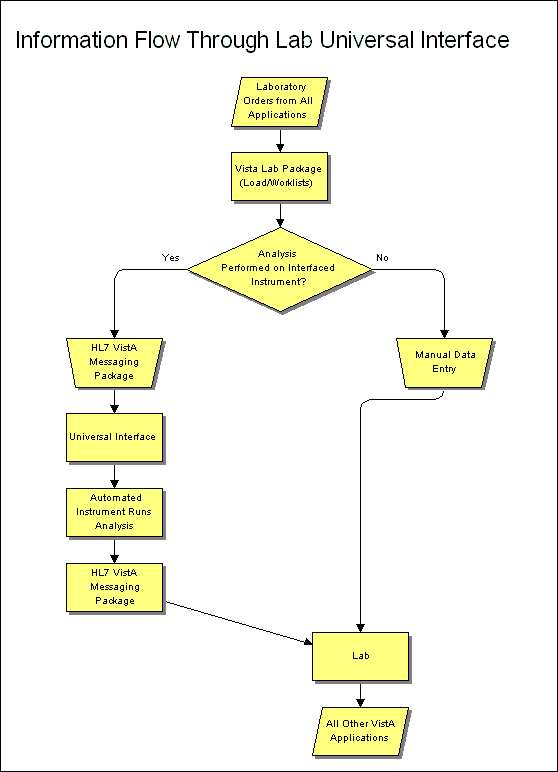 Information Flow Through Lab Universal Interface
Laboratory
Orders from All
Applications
Vista Lab Package
(Load/Worklists)
Analysis
Performed on Interfaced
Instrument?
Yes
No
HL7 VistA
Messaging
Package
Manual Data
Entry
Universal Interface
Automated
Instrument Runs
Analysis
HL7 VistA
Messaging
Package
Lab
All Other VistA
Applications